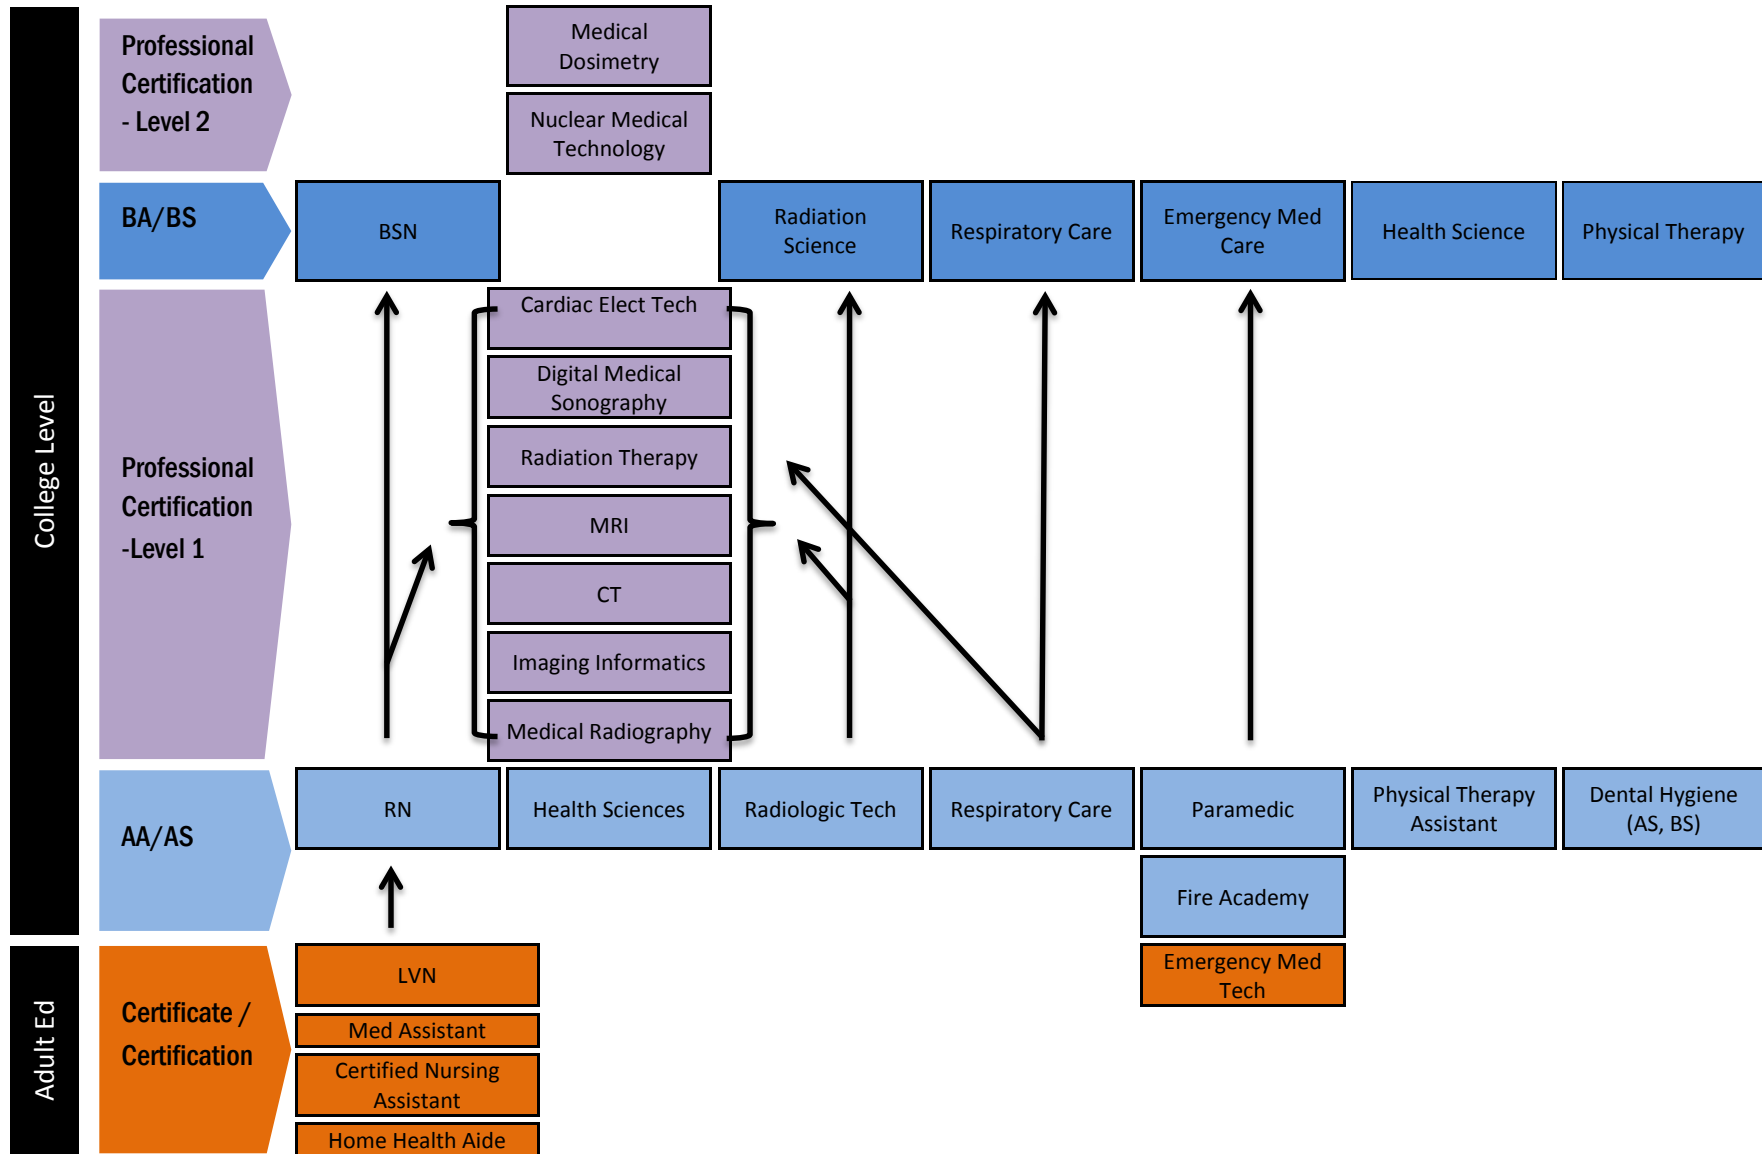 College Level
Adult Ed
Professional
Certification
- Level 2
Medical
Dosimetry
Nuclear Medical
Technology
BA/BS
BSN
Radiation
Science
Respiratory Care
Emergency Med
Care
Health Science
Physical Therapy
Professional
Certification
-Level 1
Cardiac Elect Tech
Digital Medical
Sonography
Radiation Therapy
MRI
CT
Imaging Informatics
Medical Radiography
AA/AS
RN
Health Sciences
Radiologic Tech
Respiratory Care
Paramedic
Physical Therapy
Assistant
Dental Hygiene
(AS, BS)
Fire Academy
Certificate /
Certification
LVN
Emergency Med
Tech
Med Assistant
Certified Nursing
Assistant
Home Health Aide